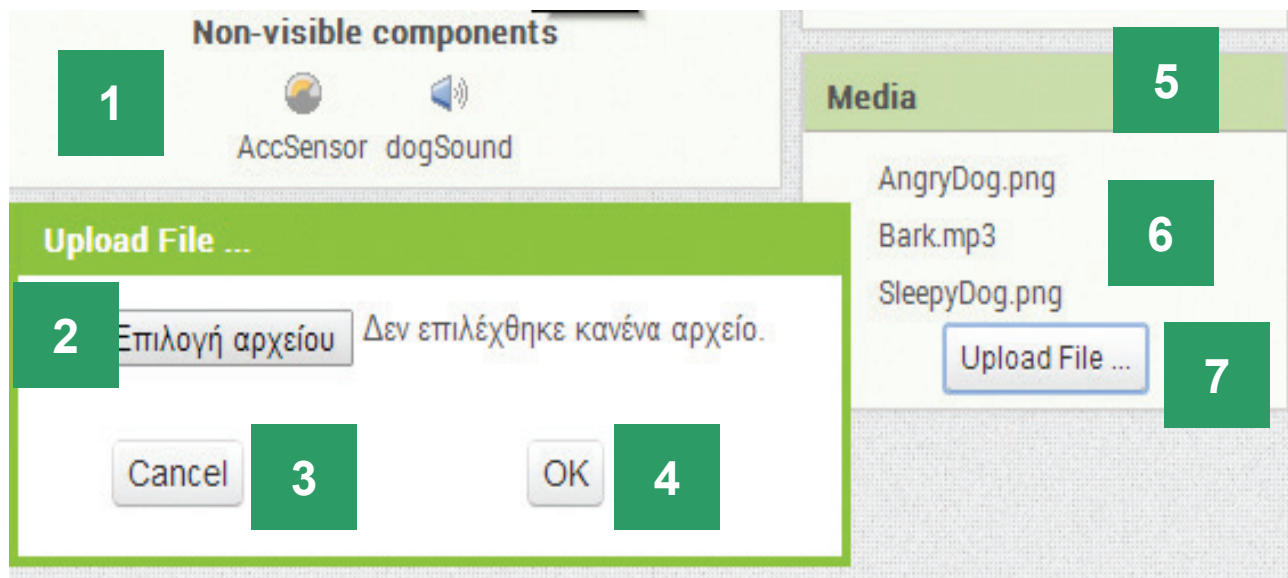 Non-visible components
1
AccSensor dogSound
Upload File ...
2
Επιλογή αρχείου Δεν επιλέχθηκε κανένα αρχείο.
Cancel 3 OK 4
Media 5
AngryDog.png
Bark.mp3 6
SleepyDog.png
Upload File ... 7